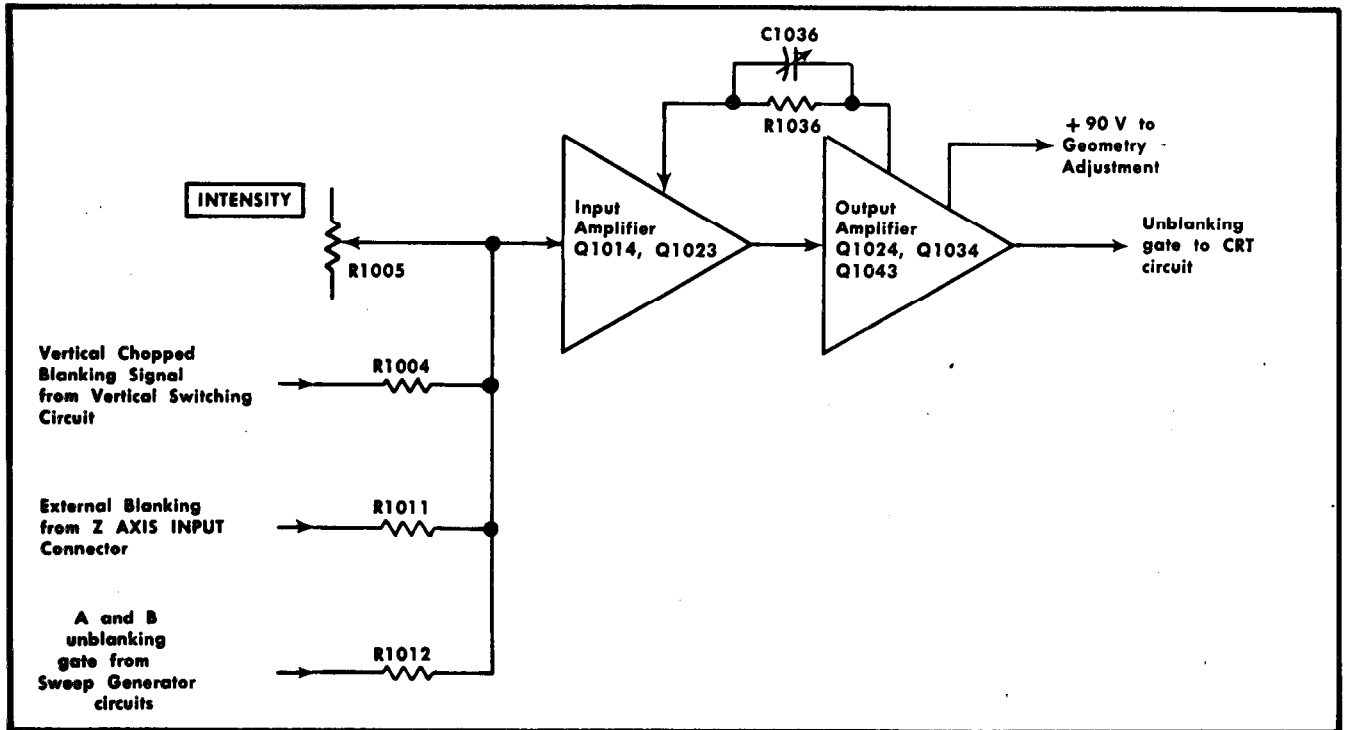 C1036
R1036
+ 90 V to
Geometry
Adjustment
INTENSITY
R1005
Input
Amplifier
Q1014, Q1023
Output
Amplifier
Q1024, Q1034
Q1043
Unblanking
gate to CRT
circuit
Vertical Chopped
Blanking Signal
from Vertical Switching
Circuit
R1004
External Blanking
from Z AXIS INPUT
Connector
R1011
A and B
unblanking
gate from
Sweep Generator
circuits
R1012